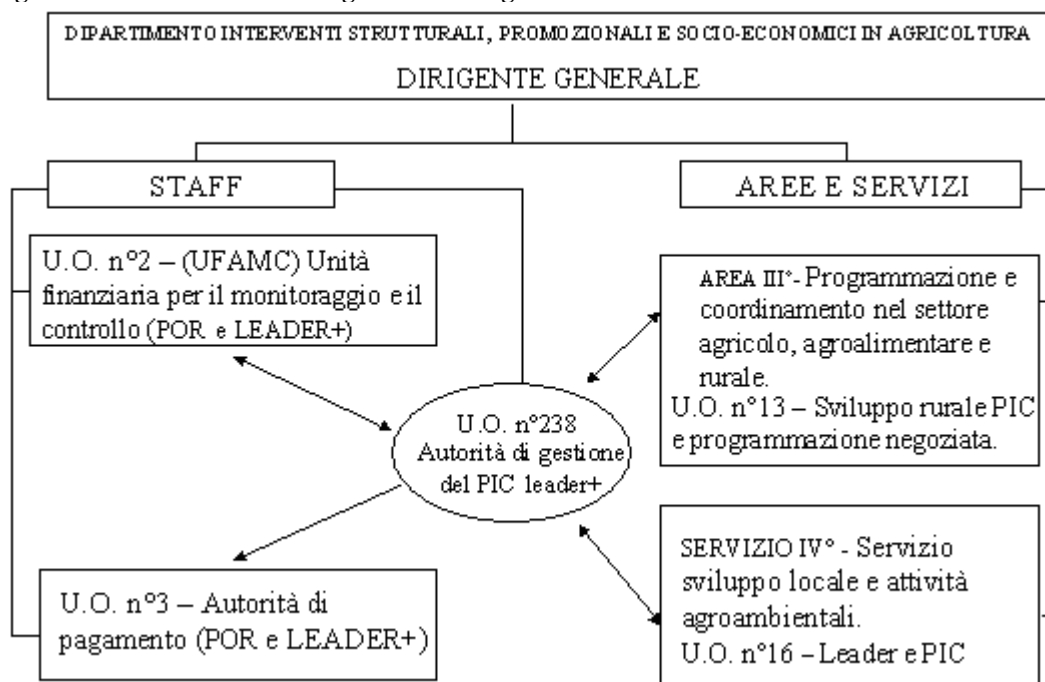 DIPARTIMENTO INTERVENTI STRUTTURALI, PROMOZIONALI E SOCIO-ECONOMICI IN AGRICOLTURA
DIRIGENTE GENERALE
STAFF
AREE E SERVIZI
U.O. n°2 – (UFAMC) Unità
finanziaria per il monitoraggio e il
controllo (POR e LEADER+)
AREA III°- Programmazione e
coordinamento nel settore
agricolo, agroalimentare e
rurale.
U.O. n°13 – Sviluppo rurale PIC
e programmazione negoziata.
U.O. n°238
Autorità di gestione
del PIC leader+
U.O. n°3 – Autorità di
pagamento (POR e LEADER+)
SERVIZIO IV° - Servizio
sviluppo locale e attività
agroambientali.
U.O. n°16 – Leader e PIC